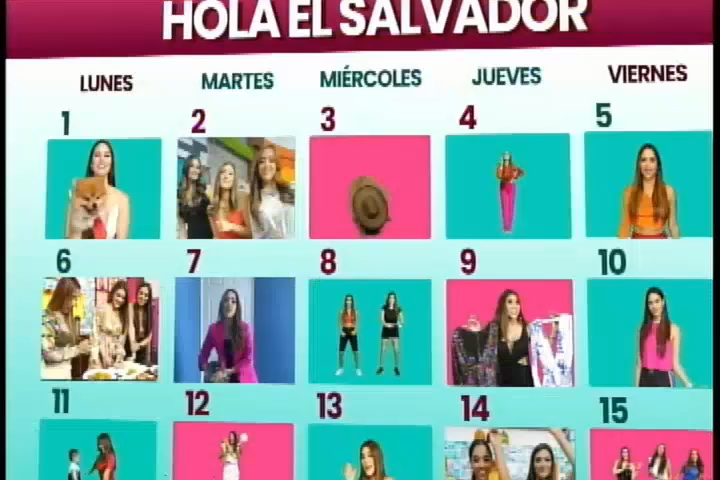 HOLA EL SALVADOR
LUNES MARTES MIÉRCOLES JUEVES VIERNES
1 2 3 4 5
6 7 8 9 10
11 12 13 14 15